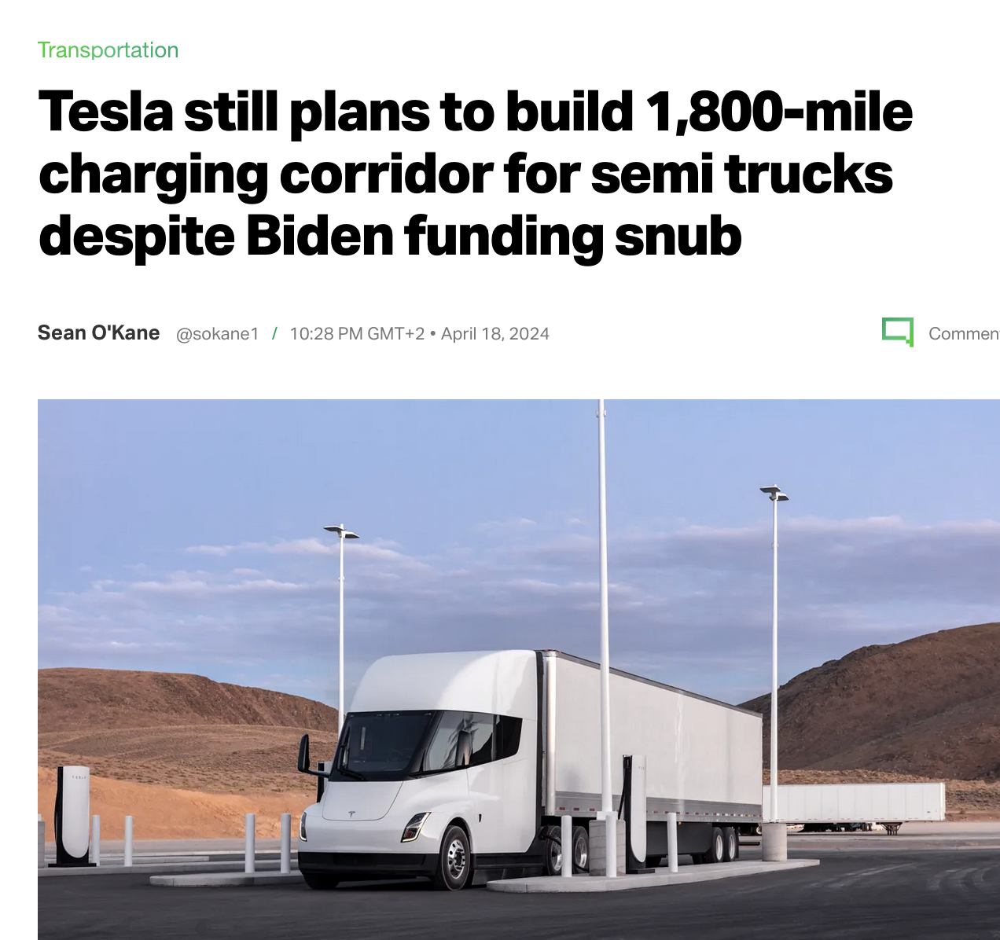 Transportation
Tesla still plans to build 1,800-mile
charging corridor for semi trucks
despite Biden funding snub
Sean O'Kane @sokane1 / 10:28 PM GMT+2 • April 18, 2024
Commen
TESLA